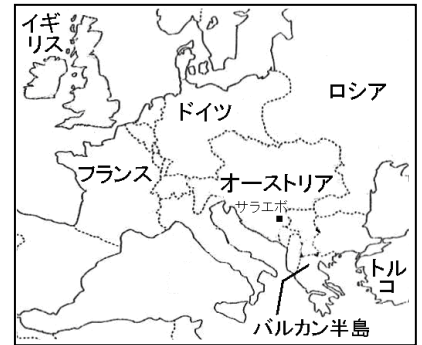 イギ
リス
ロシア
ドイツ
フランス
オーストリア
サラエボ
トル
コ
バルカン半島